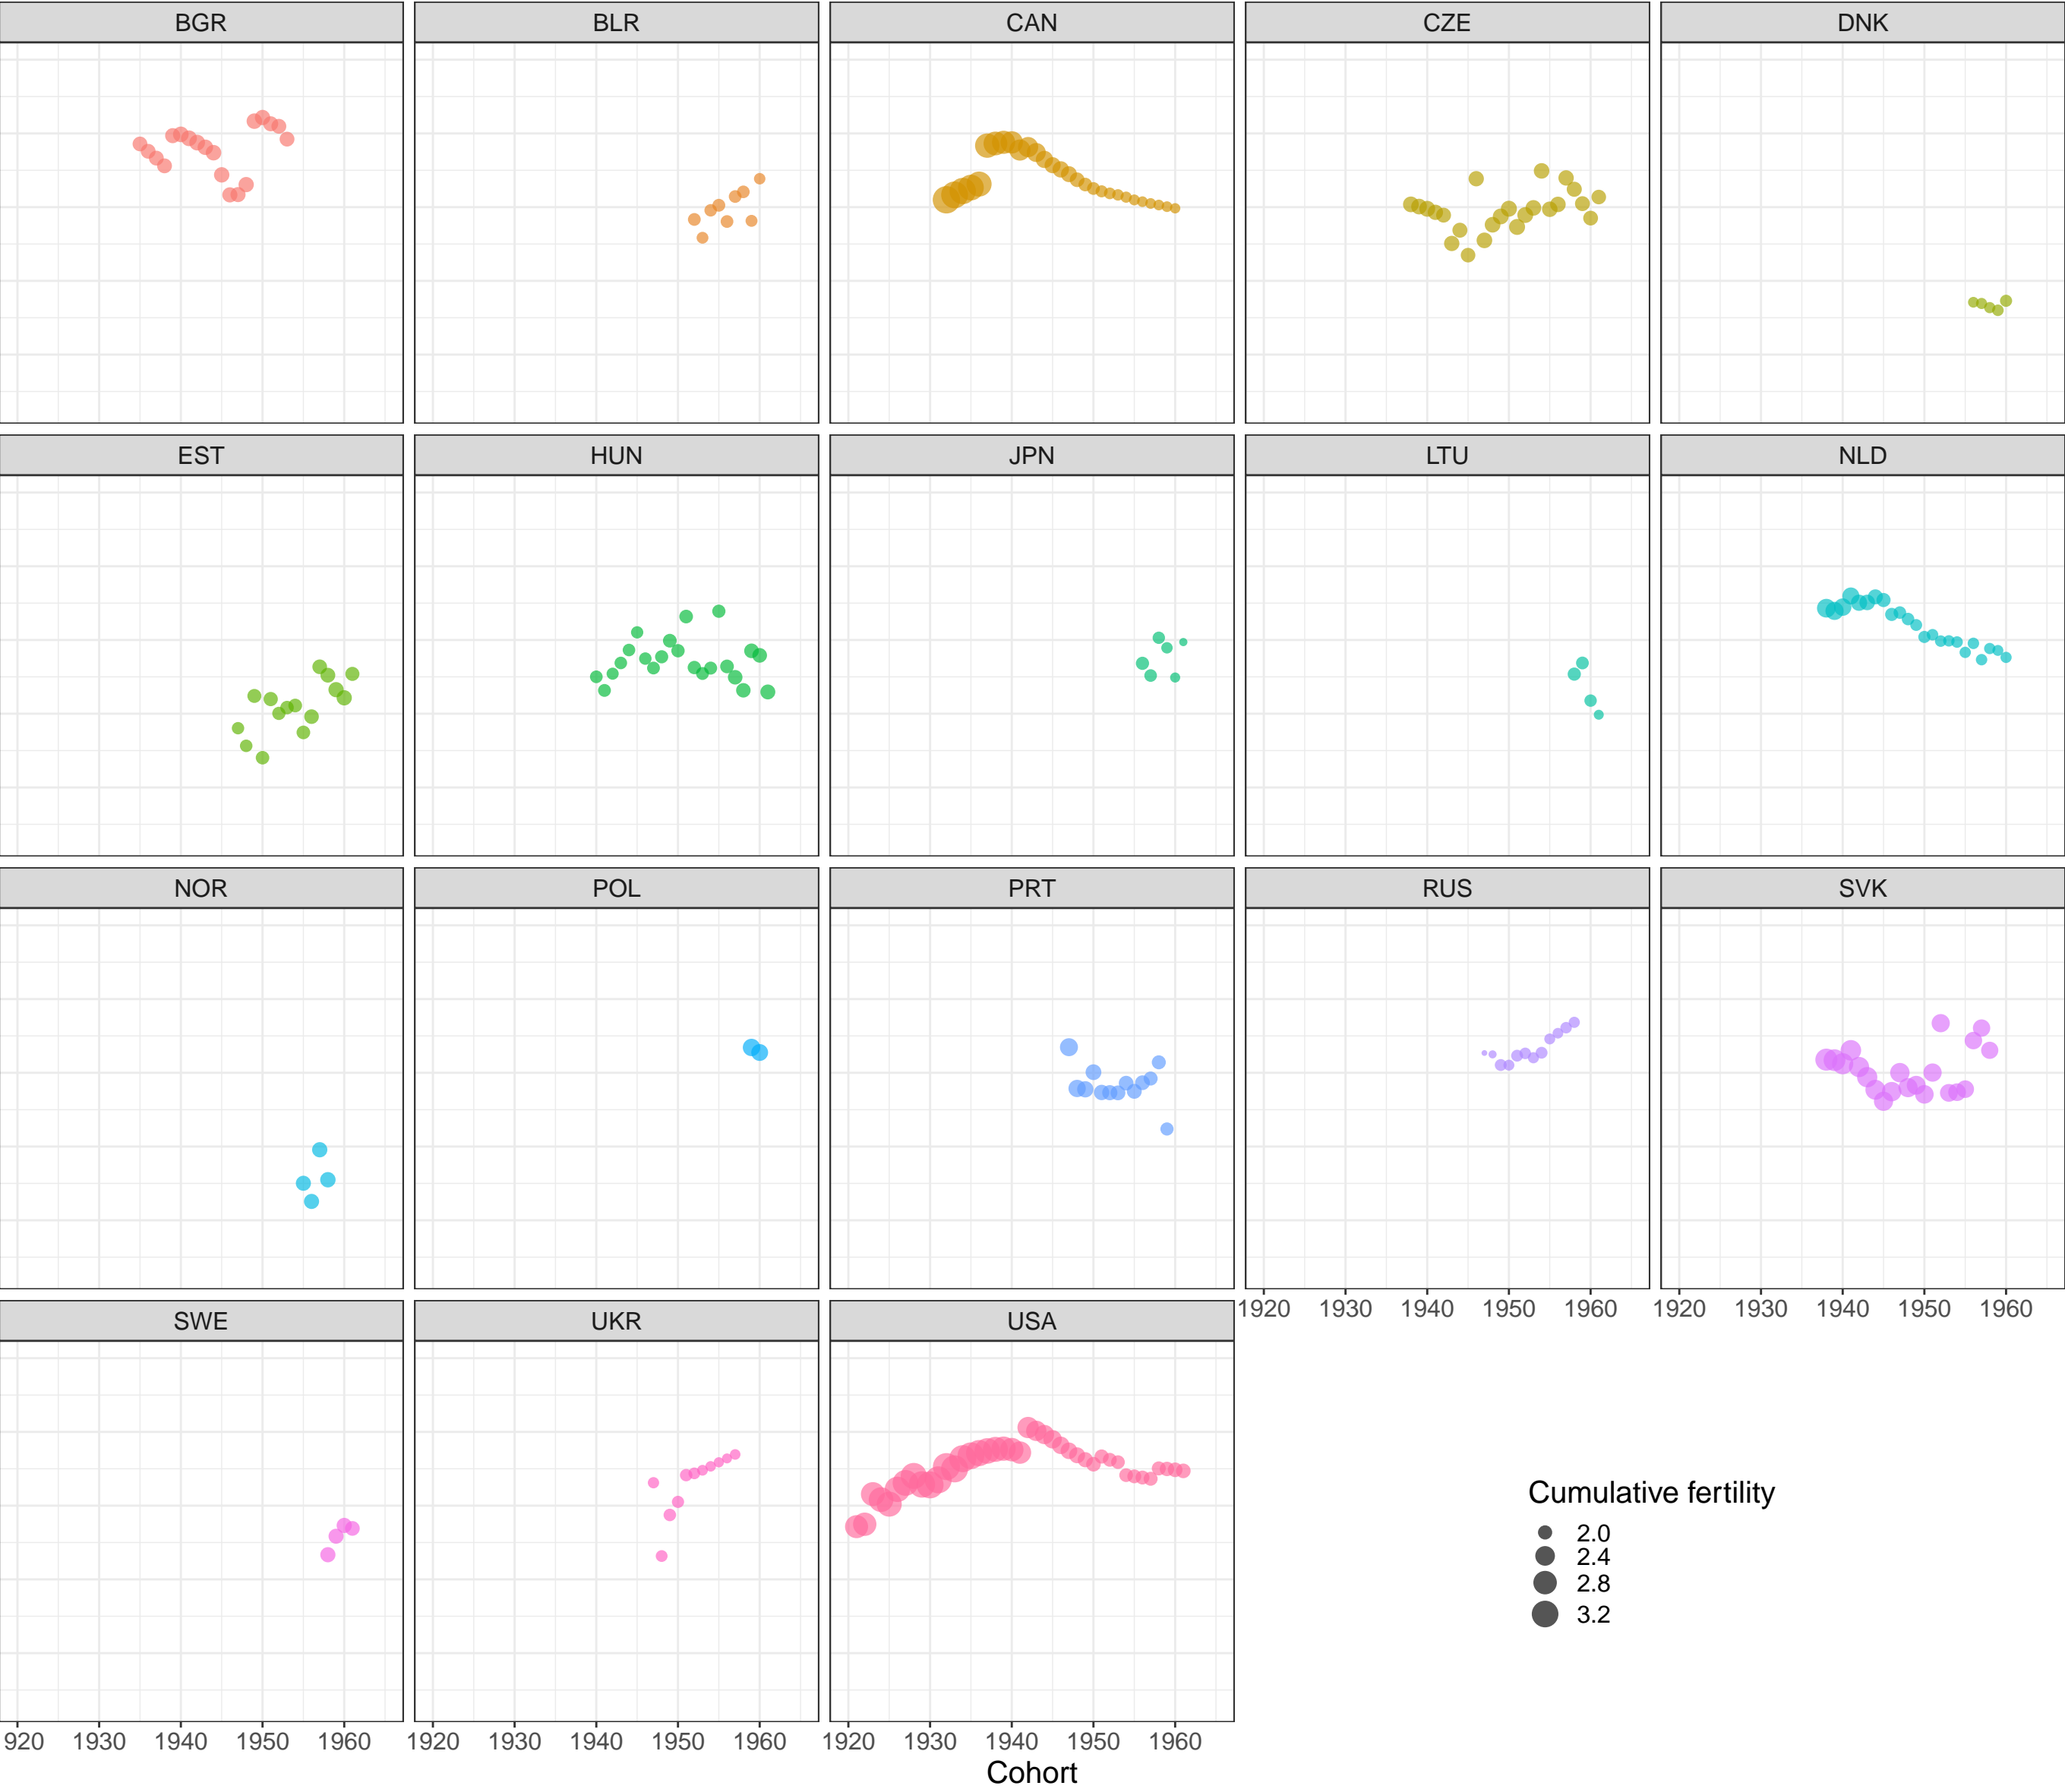 BGR BLR CAN CZE DNK
EST HUN JPN LTU NLD
NOR POL PRT RUS SVK
1920 1930 1940 1950 1960 1920 1930 1940 1950 1960
SWE UKR USA
Cumulative fertility
2.0
2.4
2.8
3.2
920 1930 1940 1950 1960 1920 1930 1940 1950 1960 1920 1930 1940 1950 1960
Cohort